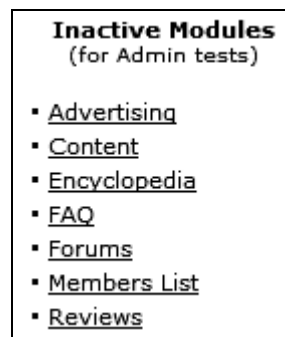 Inactive Modules
(for Admin tests)
▪ Advertising
▪ Content
▪ Encyclopedia
▪ FAQ
▪ Forums
▪ Members List
▪ Reviews